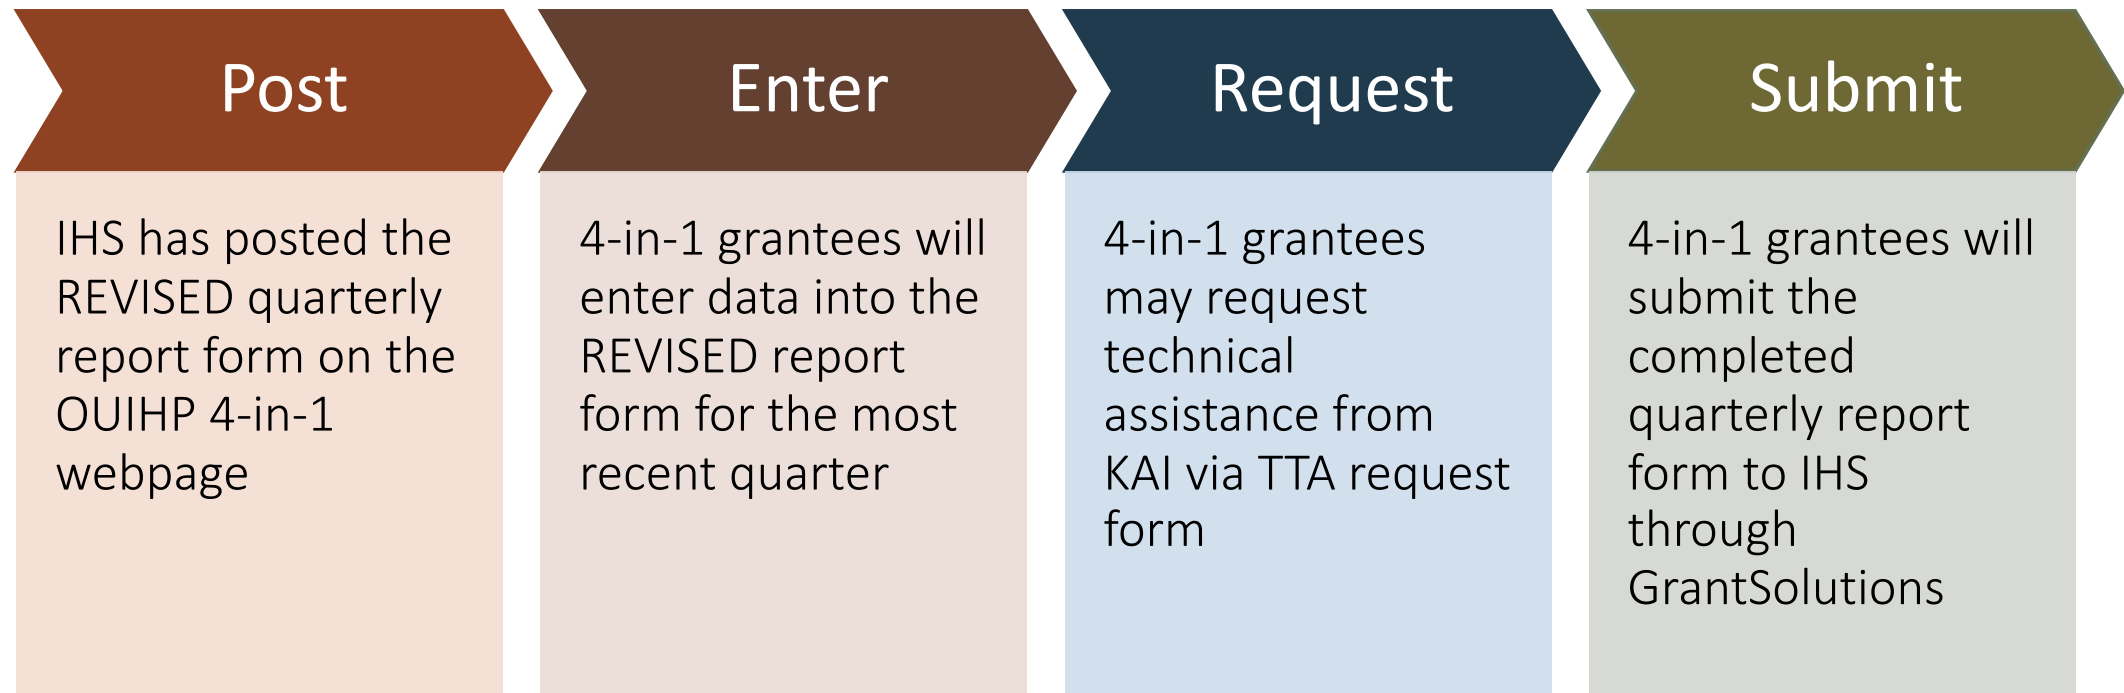 Post
IHS has posted the
REVISED quarterly
report form on the
OUIHP 4-in-1
webpage
Enter
4-in-1 grantees will
enter data into the
REVISED report
form for the most
recent quarter
Request
4-in-1 grantees
may request
technical
assistance from
KAI via TTA request
form
Submit
4-in-1 grantees will
submit the
completed
quarterly report
form to IHS
through
GrantSolutions